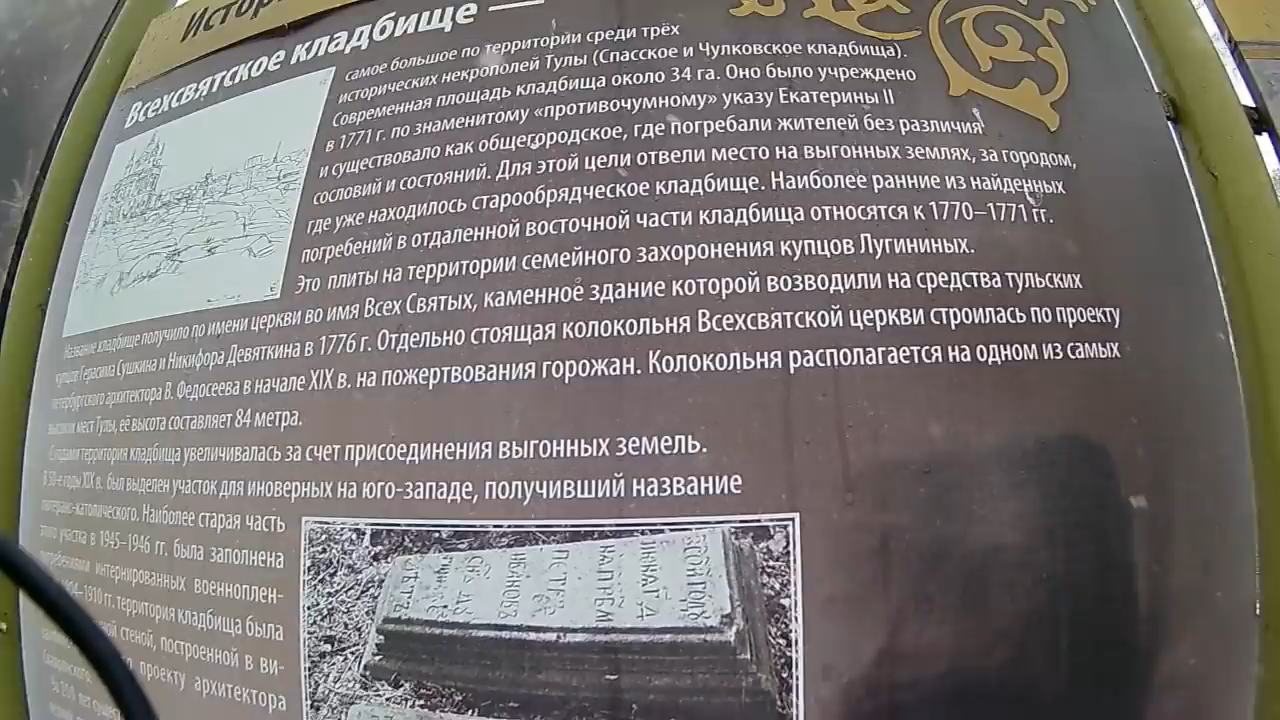 Всехсвятское кладбище —
самое большое по территории среди трёх
исторических некрополей Тулы (Спасское и Чулковское кладбища).
Современная площадь кладбища около 34 га. Оно было учреждено
в 1771 г. по знаменитому «противочумному» указу Екатерины II
и существовало как общегородское, где погребали жителей без различия
сословий и состояний. Для этой цели отвели место на выгонных землях, за городом,
где уже находилось старообрядческое кладбище. Наиболее ранние из найденных
погребений в отдаленной восточной части кладбища относятся к 1770–1771 гг.
Это плиты на территории семейного захоронения купцов Лугининых.
Название кладбище получило по имени церкви во имя Всех Святых, каменное здание которой возводили на средства тульских
купцов Герасима Сушкина и Никифора Девяткина в 1776 г. Отдельно стоящая колокольня Всехсвятской церкви строилась по проекту
петербургского архитектора В. Федосеева в начале XIX в. на пожертвования горожан. Колокольня располагается на одном из самых
высоких мест Тулы, её высота составляет 84 метра.
С годами территория кладбища увеличивалась за счет присоединения выгонных земель.
В 50-е годы XIX в. был выделен участок для иноверных на юго-западе, получивший название
лютерано-католического. Наиболее старая часть
этого участка в 1945–1946 гг. была заполнена
погребениями интернированных военноплен-
–1910 гг. территория кладбища была
стеной, построенной в ви-
проекту архитектора